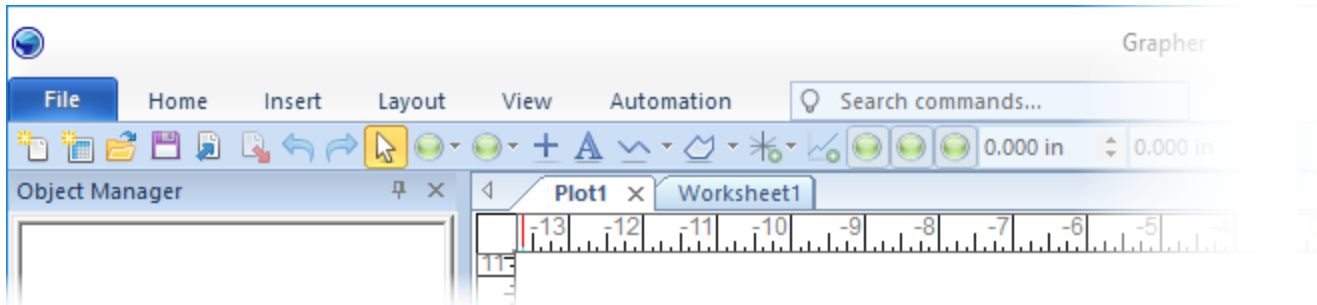 Grapher
File Home Insert Layout View Automation Search commands...
A 0.000 in 0.000 in
Object Manager Plot1 Worksheet1
-13 -12 -11 -10 -9 -8 -7 -6 -5 -4
11